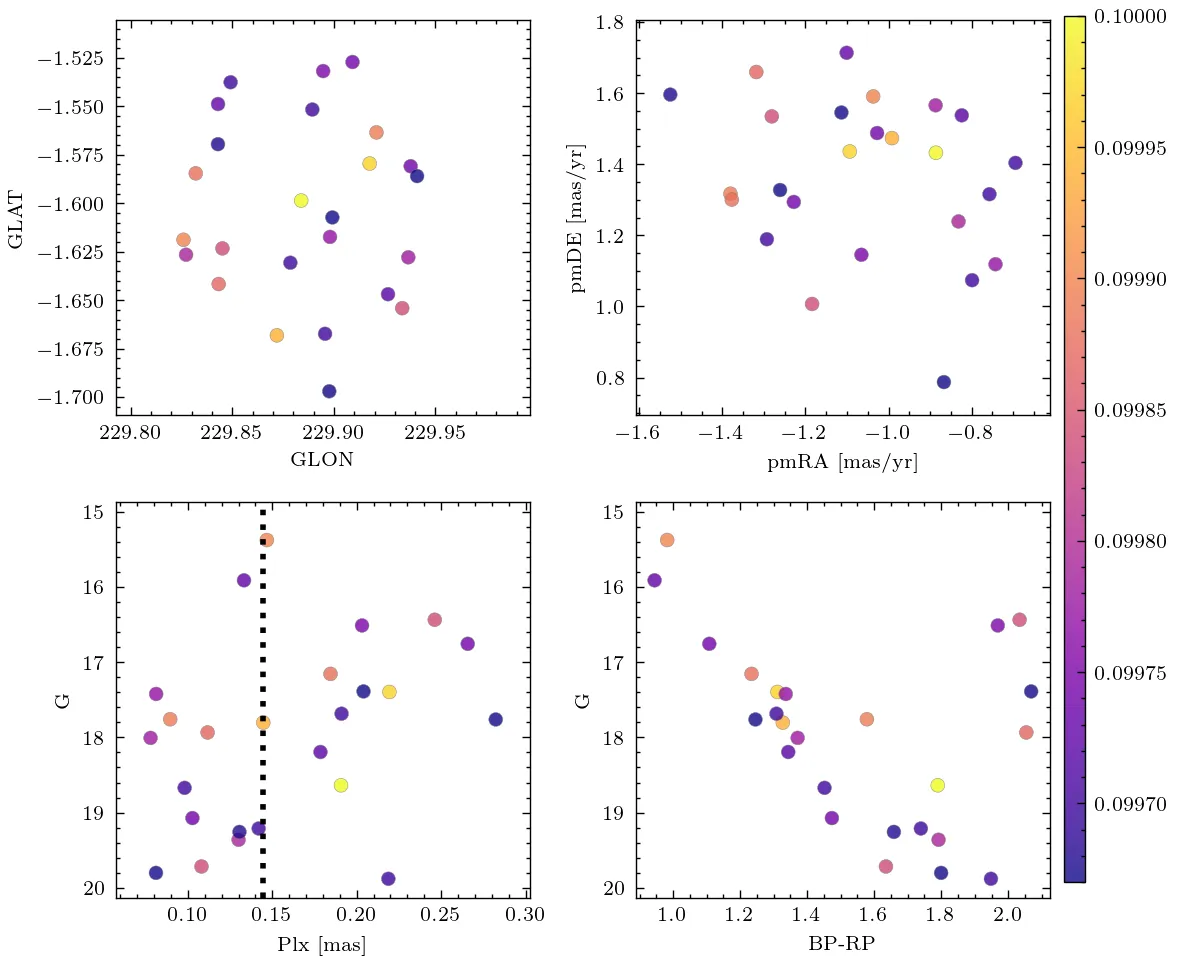 −1.525
−1.550
−1.575
−1.600
−1.625
−1.650
−1.675
−1.700
GLAT
229.80 229.85 229.90 229.95
GLON
1.8
1.6
1.4
1.2
1.0
0.8
pmDE [mas/yr]
−1.6 −1.4 −1.2 −1.0 −0.8
pmRA [mas/yr]
0.10000
0.09995
0.09990
0.09985
0.09980
0.09975
0.09970
15
16
17
18
19
20
G
0.10 0.15 0.20 0.25 0.30
Plx [mas]
15
16
17
18
19
20
G
1.0 1.2 1.4 1.6 1.8 2.0
BP-RP